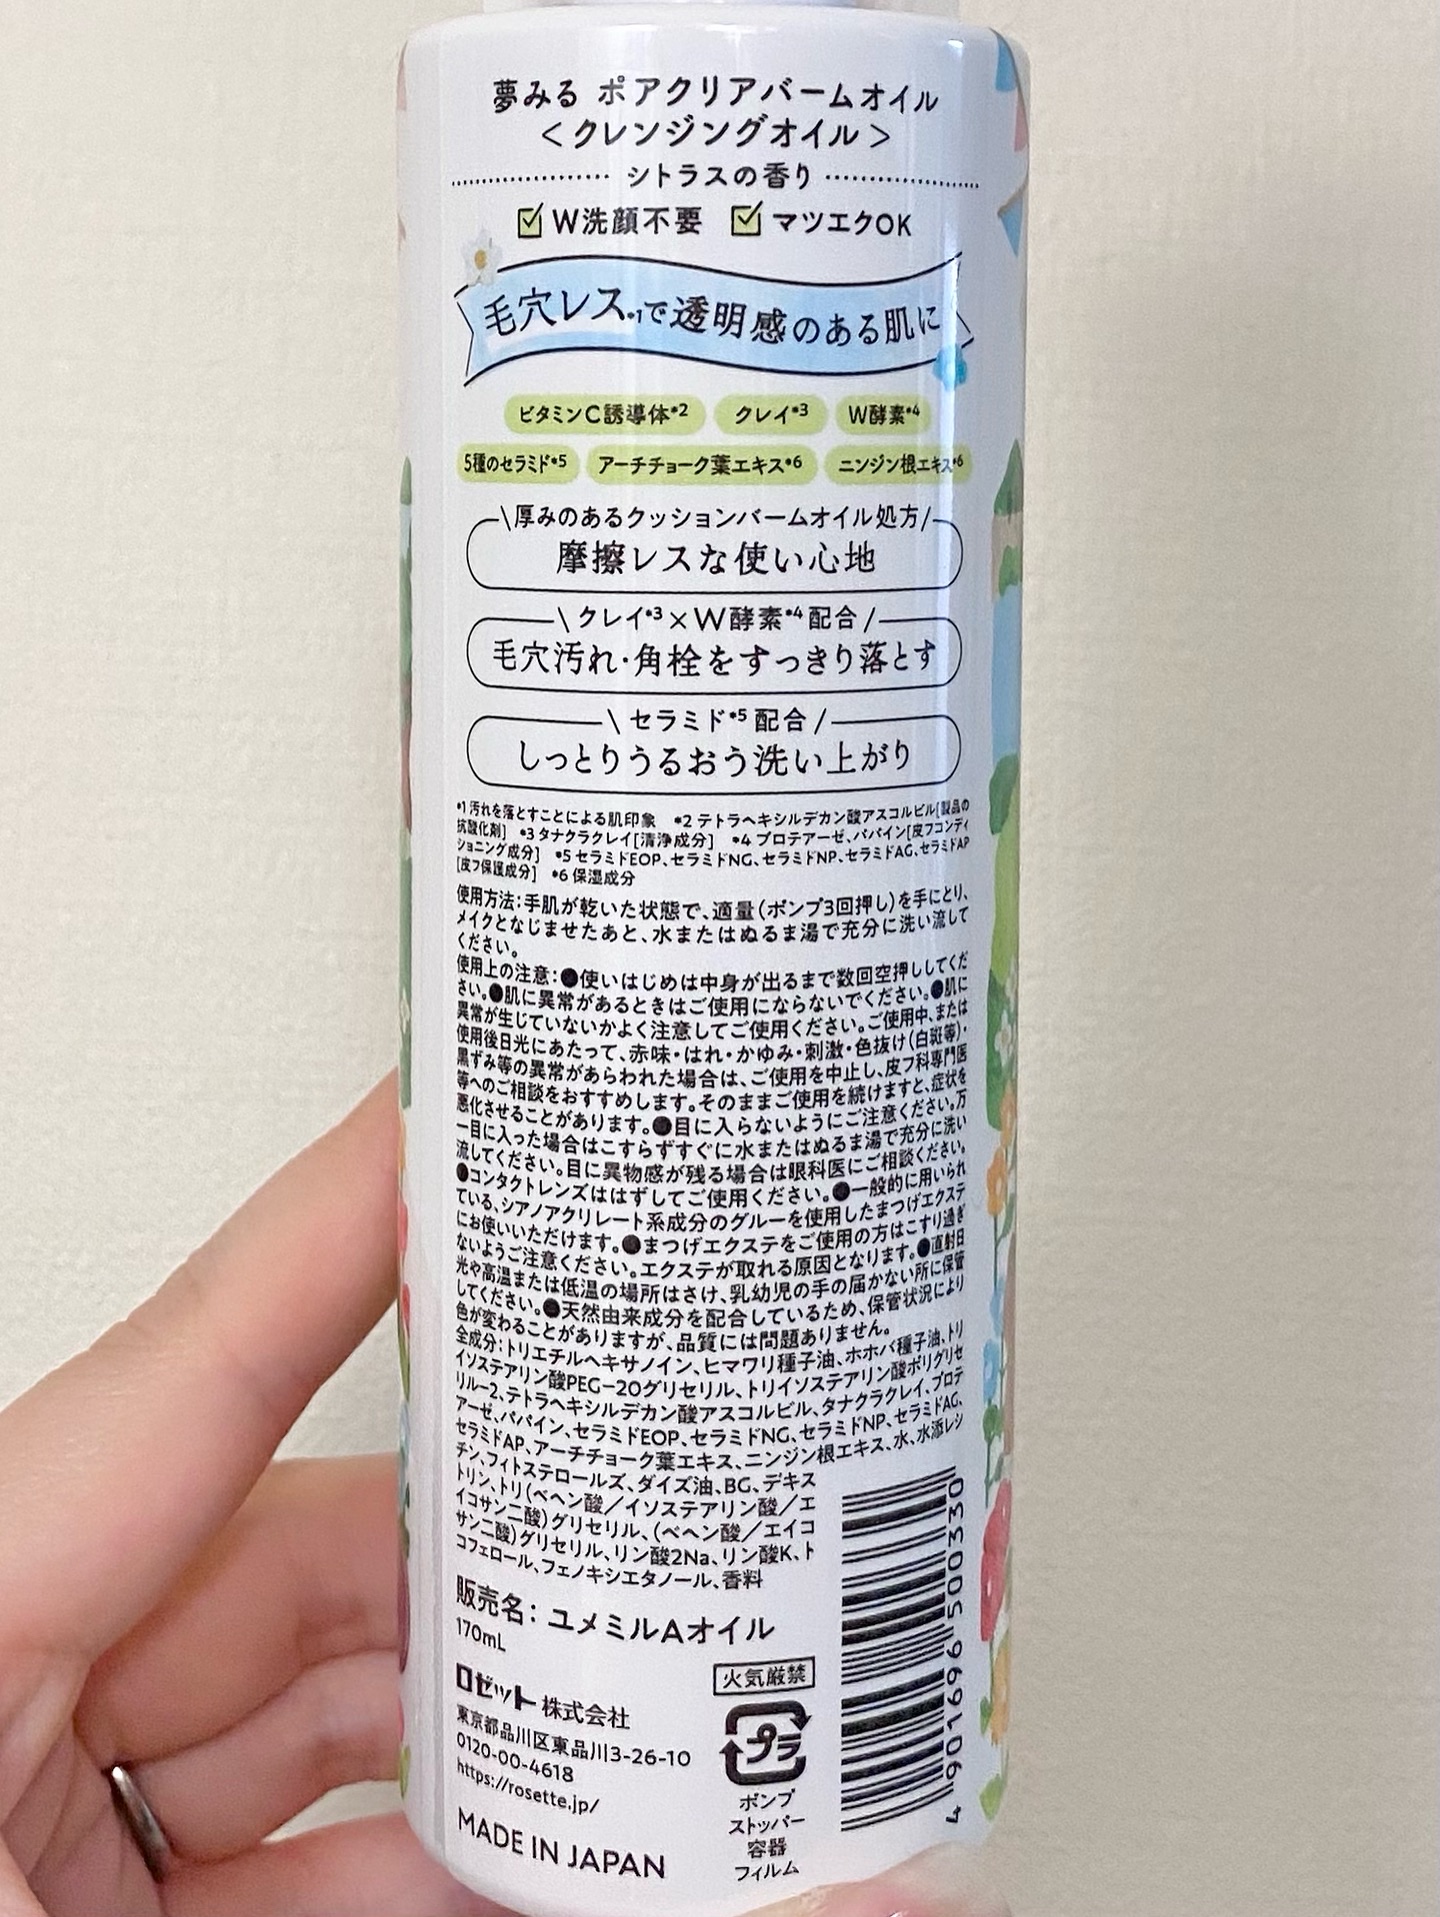 夢みる ポアクリアバームオイル
＜クレンジングオイル＞
シトラスの香り
W洗顔不要 マツエクOK
毛穴レス*1で透明感のある肌に
ビタミンC誘導体*2 クレイ*3 W酵素*4
5種のセラミド*5 アーチチョーク葉エキス*6 ニンジン根エキス*6
\厚みのあるクッションバームオイル処方/
摩擦レスな使い心地
\クレイ*3×W酵素*4配合/
毛穴汚れ・角栓をすっきり落とす
\セラミド*5配合/
しっとりうるおう洗い上がり
*1 汚れを落とすことによる肌印象 *2 テトラヘキシルデカン酸アスコルビル[製品の
抗酸化剤] *3 タナクラクレイ[清浄成分] *4 プロテアーゼ、パパイン[皮フコンディ
ショニング成分] *5 セラミドEOP、セラミドNG、セラミドNP、セラミドAG、セラミドAP
[皮フ保護成分] *6 保湿成分
使用方法：手肌が乾いた状態で、適量（ポンプ3回押し）を手にとり、
メイクとなじませたあと、水またはぬるま湯で充分に洗い流して
ください。
使用上の注意：●使いはじめは中身が出るまで数回空押ししてくだ
さい。●肌に異常があるときはご使用にならないでください。●肌に
異常が生じていないかよく注意してご使用ください。ご使用中、または
使用後日光にあたって、赤味・はれ・かゆみ・刺激・色抜け（白斑等）・
黒ずみ等の異常があらわれた場合は、ご使用を中止し、皮フ科専門医
等へのご相談をおすすめします。そのままご使用を続けますと、症状を
悪化させることがあります。●目に入らないようにご注意ください。万
一目に入った場合はこすらずすぐに水またはぬるま湯で充分に洗い
流してください。目に異物感が残る場合は眼科医にご相談ください。
●コンタクトレンズははずしてご使用ください。●一般的に用いられ
ている、シアノアクリレート系成分のグルーを使用したまつげエクステ
にお使いいただけます。●まつげエクステをご使用の方はこすり過ぎ
ないようご注意ください。エクステが取れる原因となります。●直射日
光や高温または低温の場所はさけ、乳幼児の手の届かない所に保管
してください。●天然由来成分を配合しているため、保管状況により
色が変わることがありますが、品質には問題ありません。
全成分：トリエチルヘキサノイン、ヒマワリ種子油、ホホバ種子油、トリ
イソステアリン酸PEG-20グリセリル、トリイソステアリン酸ポリグリセ
リル-2、テトラヘキシルデカン酸アスコルビル、タナクラクレイ、プロテ
アーゼ、パパイン、セラミドEOP、セラミドNG、セラミドNP、セラミドAG、
セラミドAP、アーチチョーク葉エキス、ニンジン根エキス、水、水添レシ
チン、フィトステロールズ、ダイズ油、BG、デキス
トリン、トリ（ベヘン酸／イソステアリン酸／エ
イコサン二酸）グリセリル、（ベヘン酸／エイコ
サン二酸）グリセリル、リン酸2Na、リン酸K、ト
コフェロール、フェノキシエタノール、香料
販売名：ユメミルAオイル
170mL
ロゼット株式会社
東京都品川区東品川3-26-10
0120-00-4618
https://rosette.jp/
MADE IN JAPAN
火気厳禁
プラ
ポンプ
ストッパー
容器
フィルム
4 901696 500330